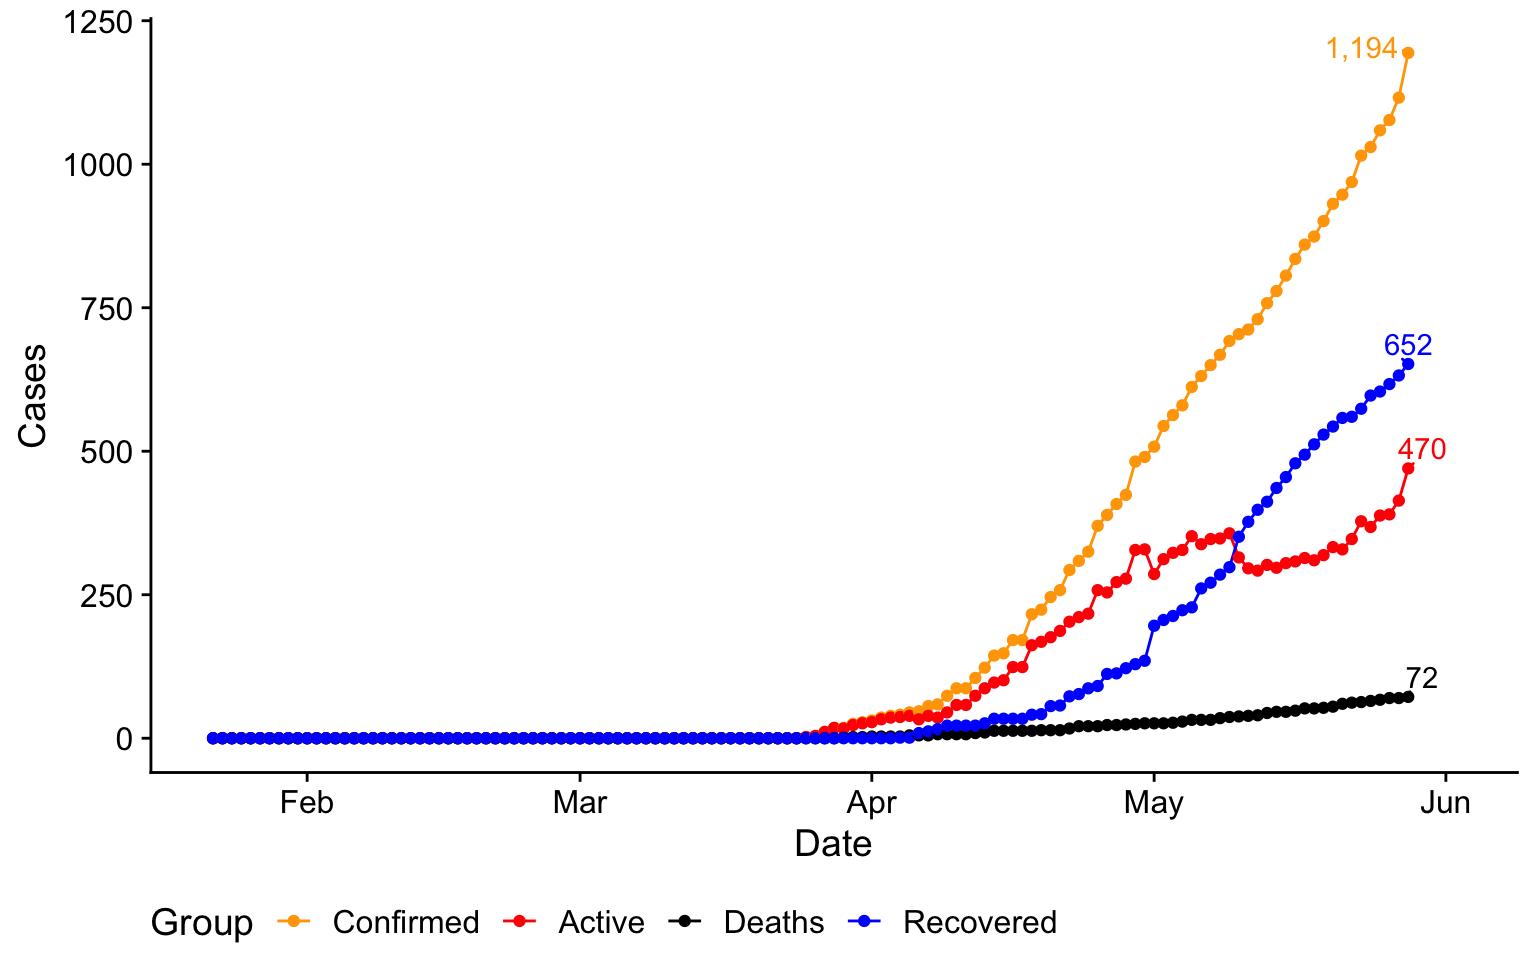 1250
1,194
1000
750
652
500
470
250
72
0
Cases
Feb Mar Apr May Jun
Date
Group Confirmed Active Deaths Recovered